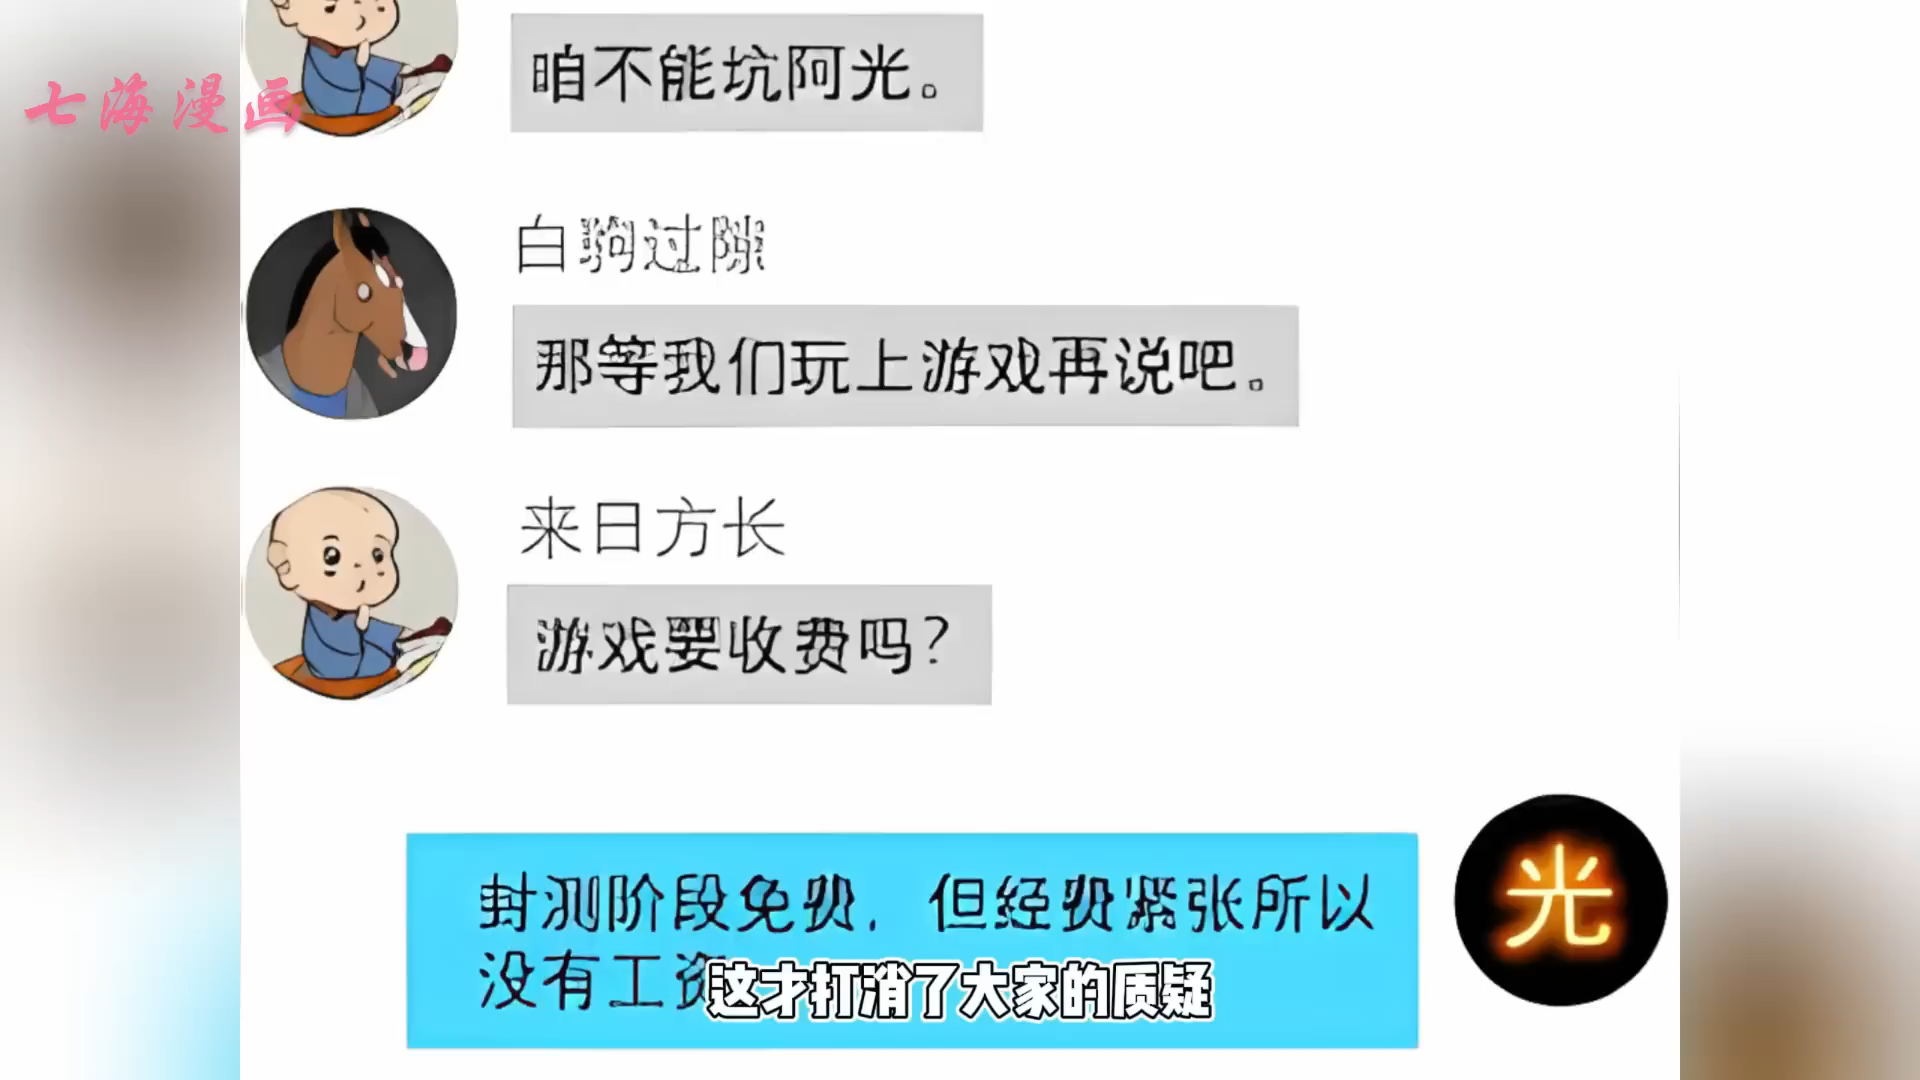 七海漫画
咱不能坑阿光。
白驹过隙
那等我们玩上游戏再说吧。
来日方长
游戏要收费吗？
封测阶段免费，但经费紧张所以
没有工资
光
这才打消了大家的质疑